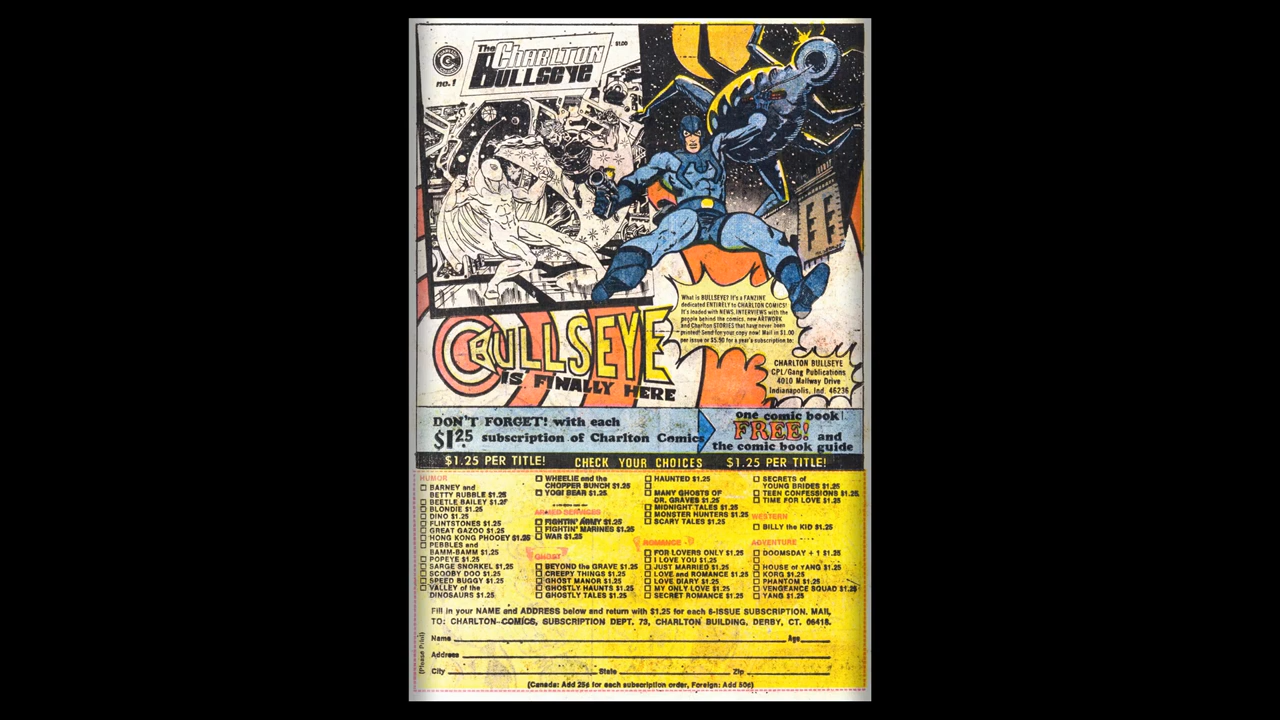 The CHARLTON
BULLSEYE
$1.00
no. 1
What is BULLSEYE? It's a FANZINE
dedicated ENTIRELY to CHARLTON COMICS!
It's loaded with NEWS, INTERVIEWS with the
people behind the comics, new ARTWORK
and Charlton STORIES that have never been
printed! Send for your copy now! Mail in $1.00
per issue or $5.50 for a year's subscription to:
CHARLTON BULLSEYE
CPL/Gang Publications
4010 Mallway Drive
Indianapolis, Ind. 46236
BULLSEYE
IS FINALLY HERE
DON'T FORGET! with each
$1.25 subscription of Charlton Comics
one comic book!
FREE! and
the comic book guide
$1.25 PER TITLE! CHECK YOUR CHOICES $1.25 PER TITLE!
HUMOR
BARNEY and
BETTY RUBBLE $1.25
BEETLE BAILEY $1.25
BLONDIE $1.25
DINO $1.25
FLINTSTONES $1.25
GREAT GAZOO $1.25
HONG KONG PHOOEY $1.25
PEBBLES and
BAMM-BAMM $1.25
POPEYE $1.25
SARGE SNORKEL $1.25
SCOOBY DOO $1.25
SPEED BUGGY $1.25
VALLEY of the
DINOSAURS $1.25
WHEELIE and the
CHOPPER BUNCH $1.25
YOGI BEAR $1.25
ARMED SERVICES
FIGHTIN' ARMY $1.25
FIGHTIN' MARINES $1.25
WAR $1.25
GHOST
BEYOND the GRAVE $1.25
CREEPY THINGS $1.25
GHOST MANOR $1.25
GHOSTLY HAUNTS $1.25
GHOSTLY TALES $1.25
HAUNTED $1.25
MANY GHOSTS OF
DR. GRAVES $1.25
MIDNIGHT TALES $1.25
MONSTER HUNTERS $1.25
SCARY TALES $1.25
ROMANCE
FOR LOVERS ONLY $1.25
I LOVE YOU $1.25
JUST MARRIED $1.25
LOVE and ROMANCE $1.25
LOVE DIARY $1.25
MY ONLY LOVE $1.25
SECRET ROMANCE $1.25
SECRETS of
YOUNG BRIDES $1.25
TEEN CONFESSIONS $1.25
TIME FOR LOVE $1.25
WESTERN
BILLY the KID $1.25
ADVENTURE
DOOMSDAY + 1 $1.25
HOUSE of YANG $1.25
KORG $1.25
PHANTOM $1.25
VENGEANCE SQUAD $1.25
YANG $1.25
Fill in your NAME and ADDRESS below and return with $1.25 for each 6-ISSUE SUBSCRIPTION. MAIL
TO: CHARLTON COMICS, SUBSCRIPTION DEPT. 73, CHARLTON BUILDING, DERBY, CT. 06418.
(Please Print)
Name Age
Address
City State Zip
(Canada: Add 25¢ for each subscription order, Foreign: Add 50¢)